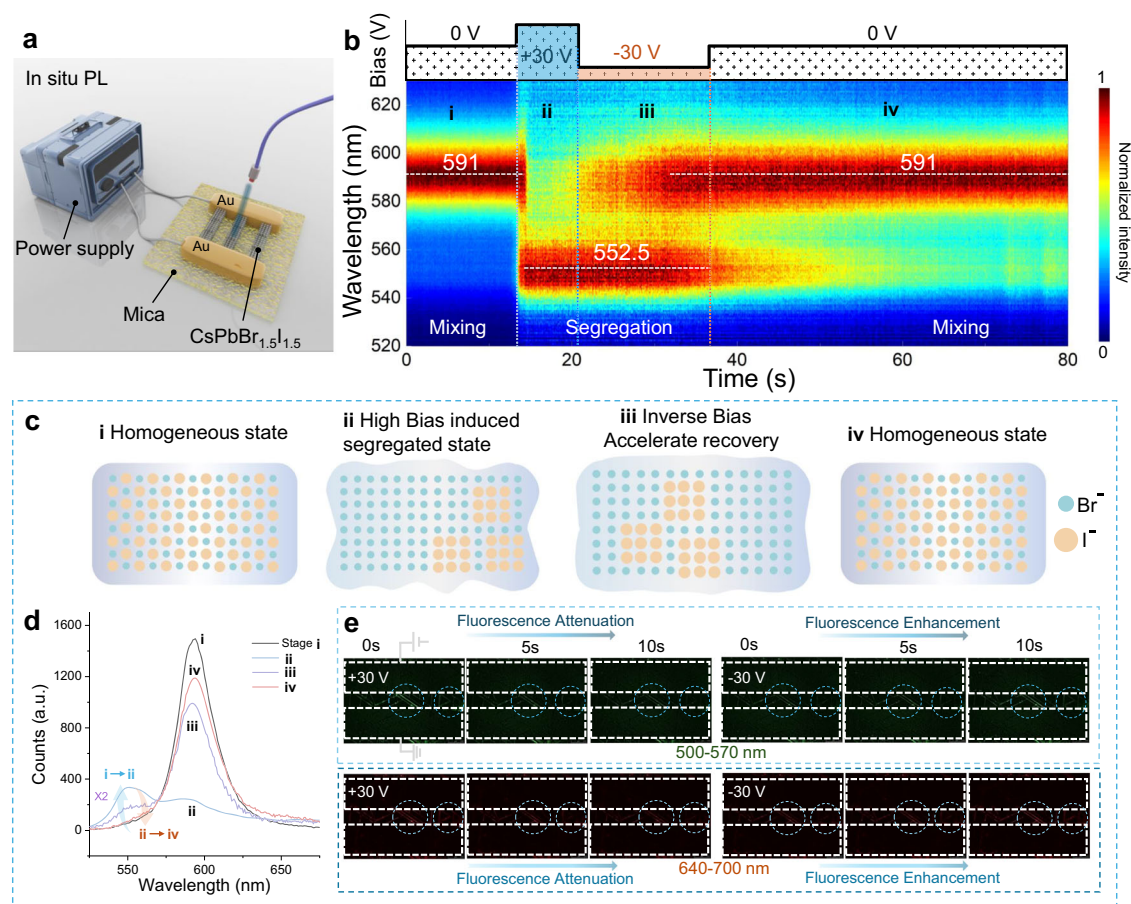 a
In situ PL
Au
Au
Power supply
Mica
CsPbBr1.5I1.5
b
Bias (V)
0 V
+30 V
-30 V
0 V
i
ii
iii
iv
591
591
552.5
Mixing
Segregation
Mixing
Wavelength (nm)
620
600
580
560
540
520
0
20
40
60
80
Time (s)
1
Normalized intensity
0
c
i Homogeneous state
ii High Bias induced
segregated state
iii Inverse Bias
Accelerate recovery
iv Homogeneous state
Br-
I-
d
Counts (a.u.)
1600
1200
800
400
0
550
600
650
Wavelength (nm)
Stage i
ii
iii
iv
i
iv
iii
ii
i → ii
X2
ii → iv
e
Fluorescence Attenuation
Fluorescence Enhancement
0s
5s
10s
0s
5s
10s
+30 V
-30 V
500-570 nm
+30 V
-30 V
640-700 nm
Fluorescence Attenuation
Fluorescence Enhancement